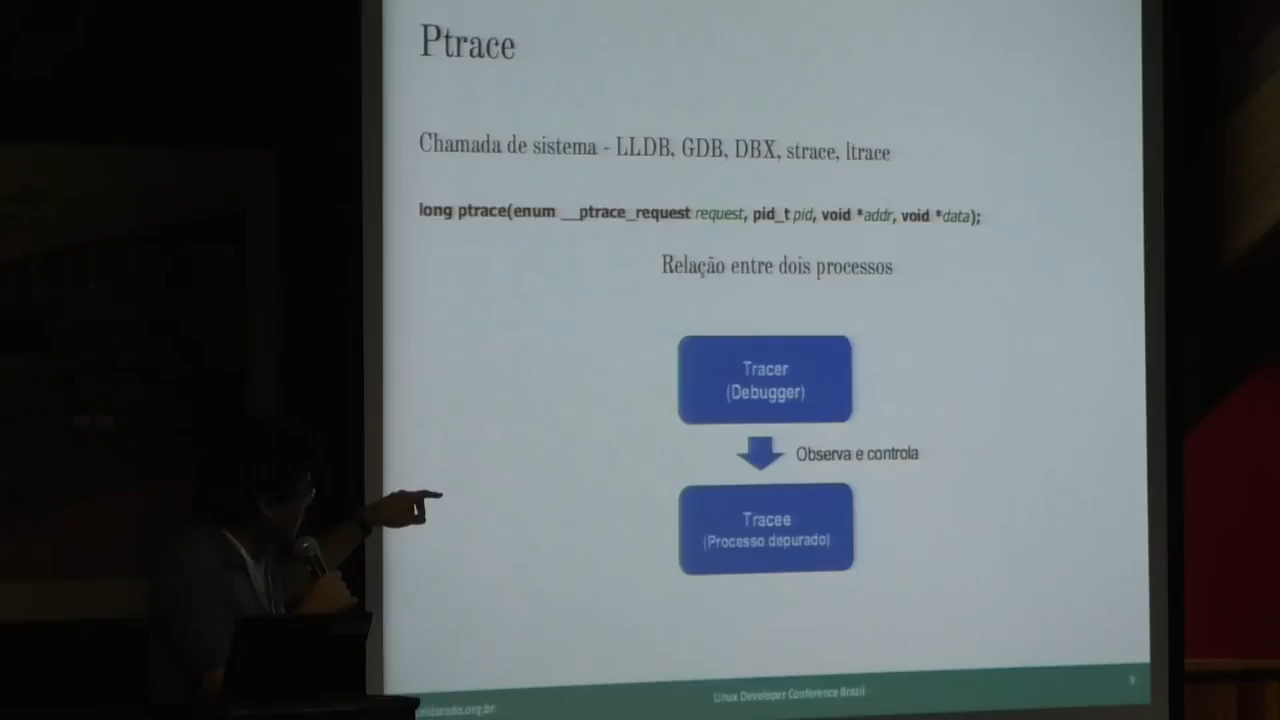 Ptrace
Chamada de sistema - LLDB, GDB, DBX, strace, ltrace
long ptrace(enum __ptrace_request request, pid_t pid, void *addr, void *data);
Relação entre dois processos
Tracer
(Debugger)
Observa e controla
Tracee
(Processo depurado)
Linux Developer Conference Brazil
9